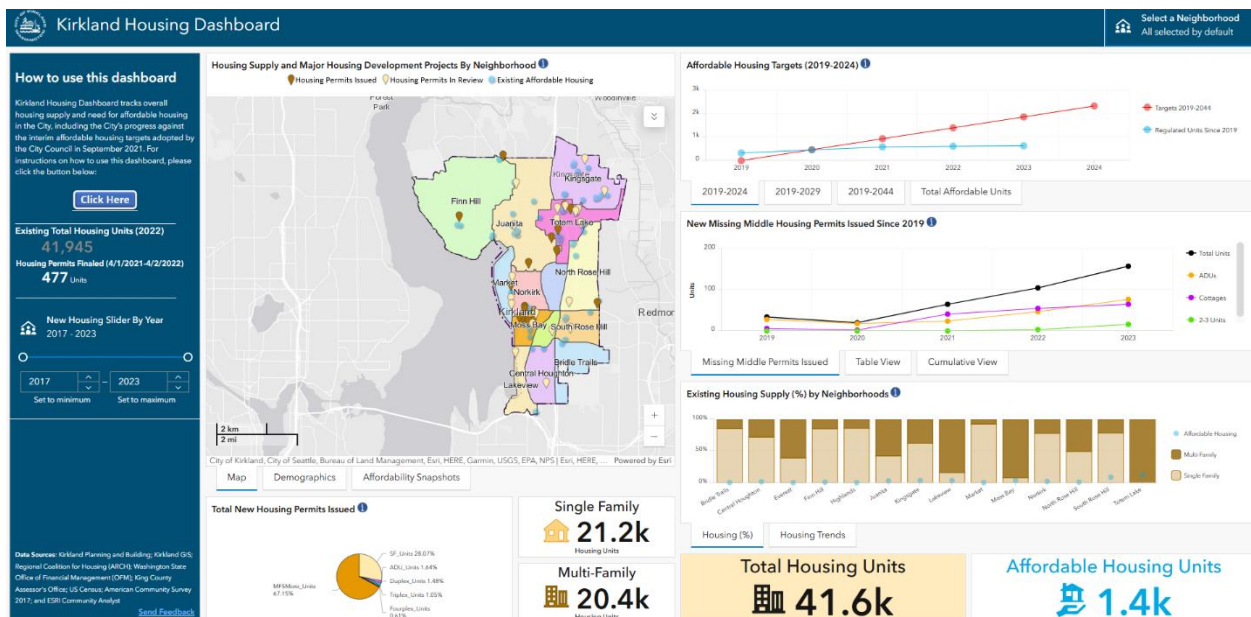 Kirkland Housing Dashboard
Select a Neighborhood
All selected by default
How to use this dashboard
Kirkland Housing Dashboard tracks overall
housing supply and need for affordable housing
in the City, including the City's progress against
the interim affordable housing targets adopted by
the City Council in September 2021. For
instructions on how to use this dashboard, please
click the button below:
Click Here
Existing Total Housing Units (2022)
41,945
Housing Permits Finaled (4/1/2021-4/2/2022)
477 Units
New Housing Slider By Year
2017 - 2023
2017 – 2023
Set to minimum Set to maximum
Data Sources: Kirkland Planning and Building; Kirkland GIS;
Regional Coalition for Housing (ARCH); Washington State
Office of Financial Management (OFM); King County
Assessor's Office; US Census; American Community Survey
2017; and ESRI Community Analyst
Send Feedback
Housing Supply and Major Housing Development Projects By Neighborhood
Housing Permits Issued Housing Permits In Review Existing Affordable Housing
Forest
Park
Woodinville
Kingsgate
Kingsgate
Finn Hill
Juanita
Totem Lake
North Rose Hill
Market
Norkirk
Kirkland
Redmon
Moss Bay
South Rose Hill
Bridle Trails
Central Houghton
Lakeview
2 km
2 mi
+
−
City of Kirkland, City of Seattle, Bureau of Land Management, Esri, HERE, Garmin, USGS, EPA, NPS | Esri, HERE, ... Powered by Esri
Map Demographics Affordability Snapshots
Total New Housing Permits Issued
SF_Units 28.07%
ADU_Units 1.64%
Duplex_Units 1.48%
Triplex_Units 1.05%
Fourplex_Units
0.61%
67.15%
Single Family
21.2k
Housing Units
Multi-Family
20.4k
Housing Units
Affordable Housing Targets (2019-2024)
3k
2k
1k
0
2019 2020 2021 2022 2023 2024
Targets 2019-2044
Regulated Units Since 2019
2019-2024 2019-2029 2019-2044 Total Affordable Units
New Missing Middle Housing Permits Issued Since 2019
Units
200
100
0
2019 2020 2021 2022 2023
Total Units
ADUs
Cottages
2-3 Units
Missing Middle Permits Issued Table View Cumulative View
Existing Housing Supply (%) by Neighborhoods
100%
50%
0%
Bridle Trails Central Houghton Everest Finn Hill Highlands Juanita Kingsgate Lakeview Market Moss Bay Norkirk North Rose Hill South Rose Hill Totem Lake
Affordable Housing
Multi-Family
Single Family
Housing (%) Housing Trends
Total Housing Units
41.6k
Affordable Housing Units
1.4k